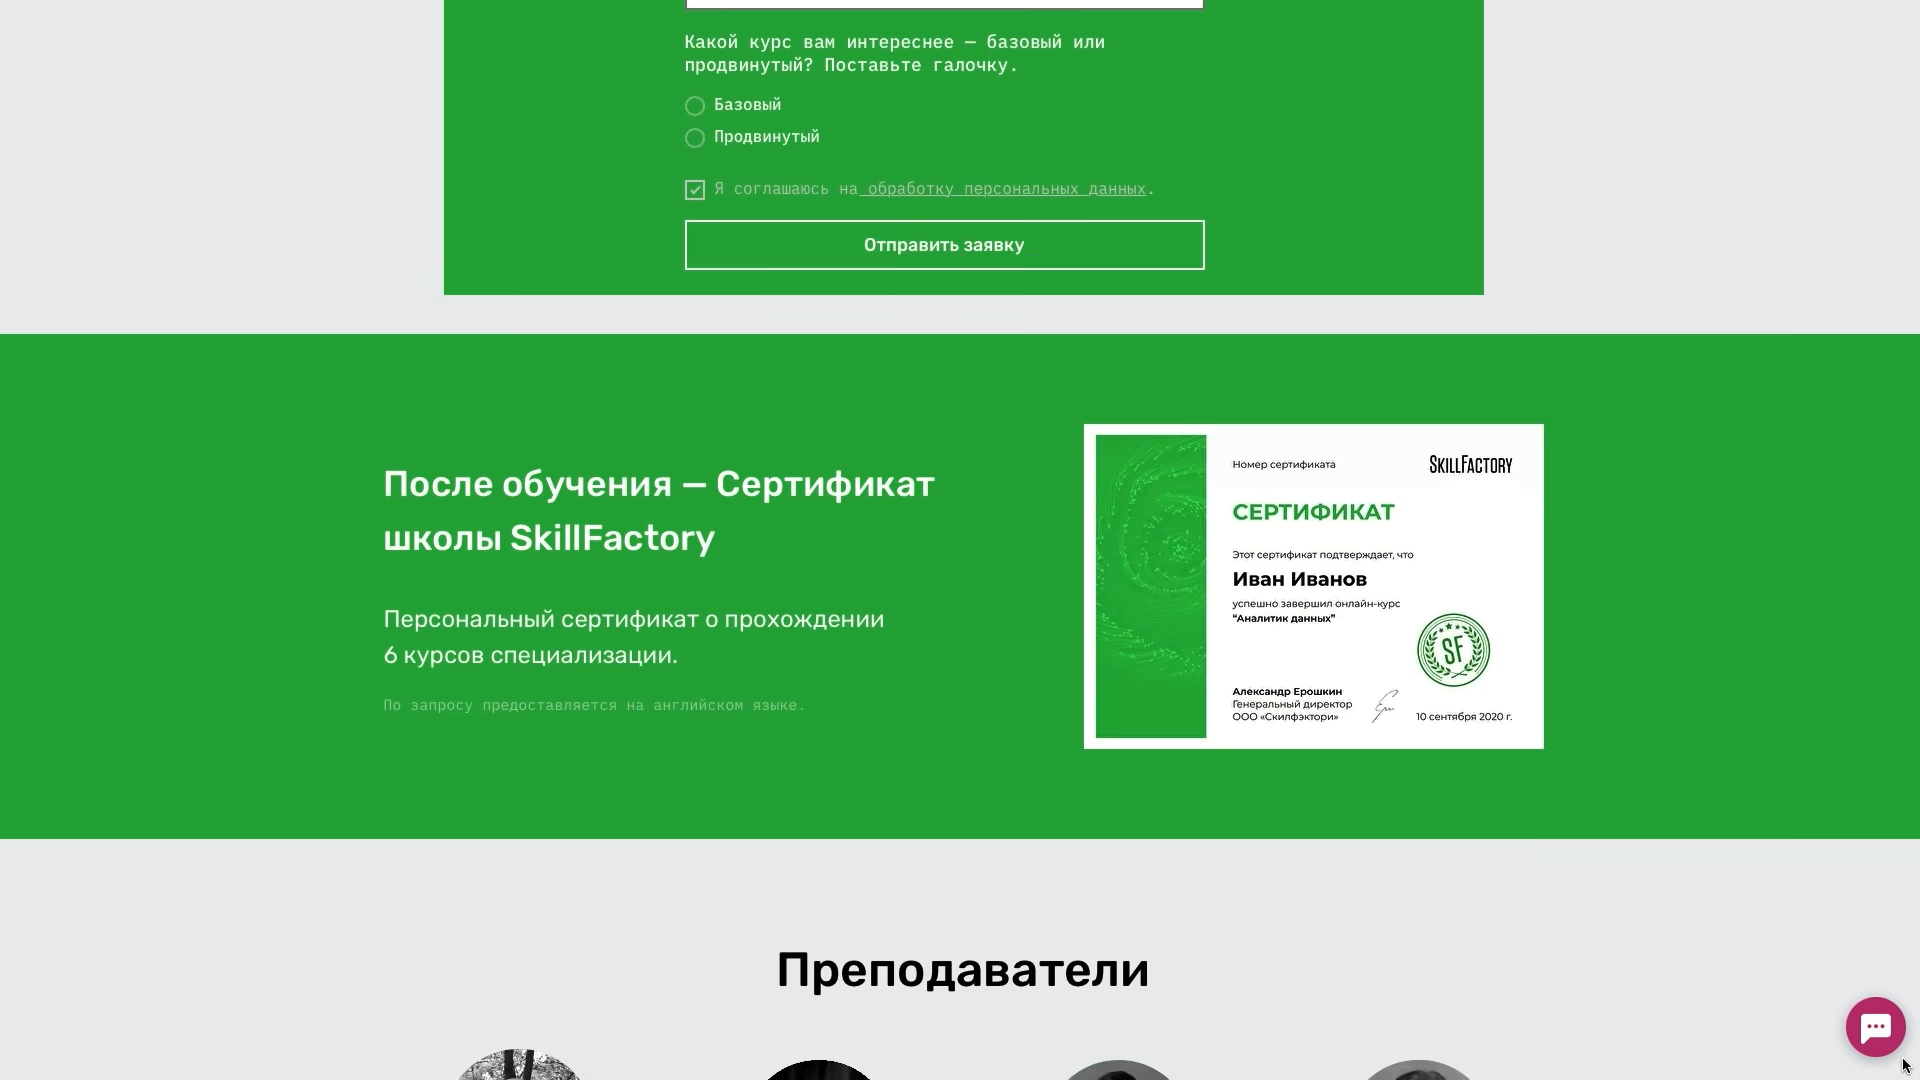 Какой курс вам интереснее — базовый или
продвинутый? Поставьте галочку.
Базовый
Продвинутый
Я соглашаюсь на обработку персональных данных.
Отправить заявку
После обучения — Сертификат
школы SkillFactory
Персональный сертификат о прохождении
6 курсов специализации.
По запросу предоставляется на английском языке.
Номер сертификата
SKILLFACTORY
СЕРТИФИКАТ
Этот сертификат подтверждает, что
Иван Иванов
успешно завершил онлайн-курс
“Аналитик данных”
SF
Александр Ерошкин
Генеральный директор
ООО «Скилфэктори»
10 сентября 2020 г.
Преподаватели